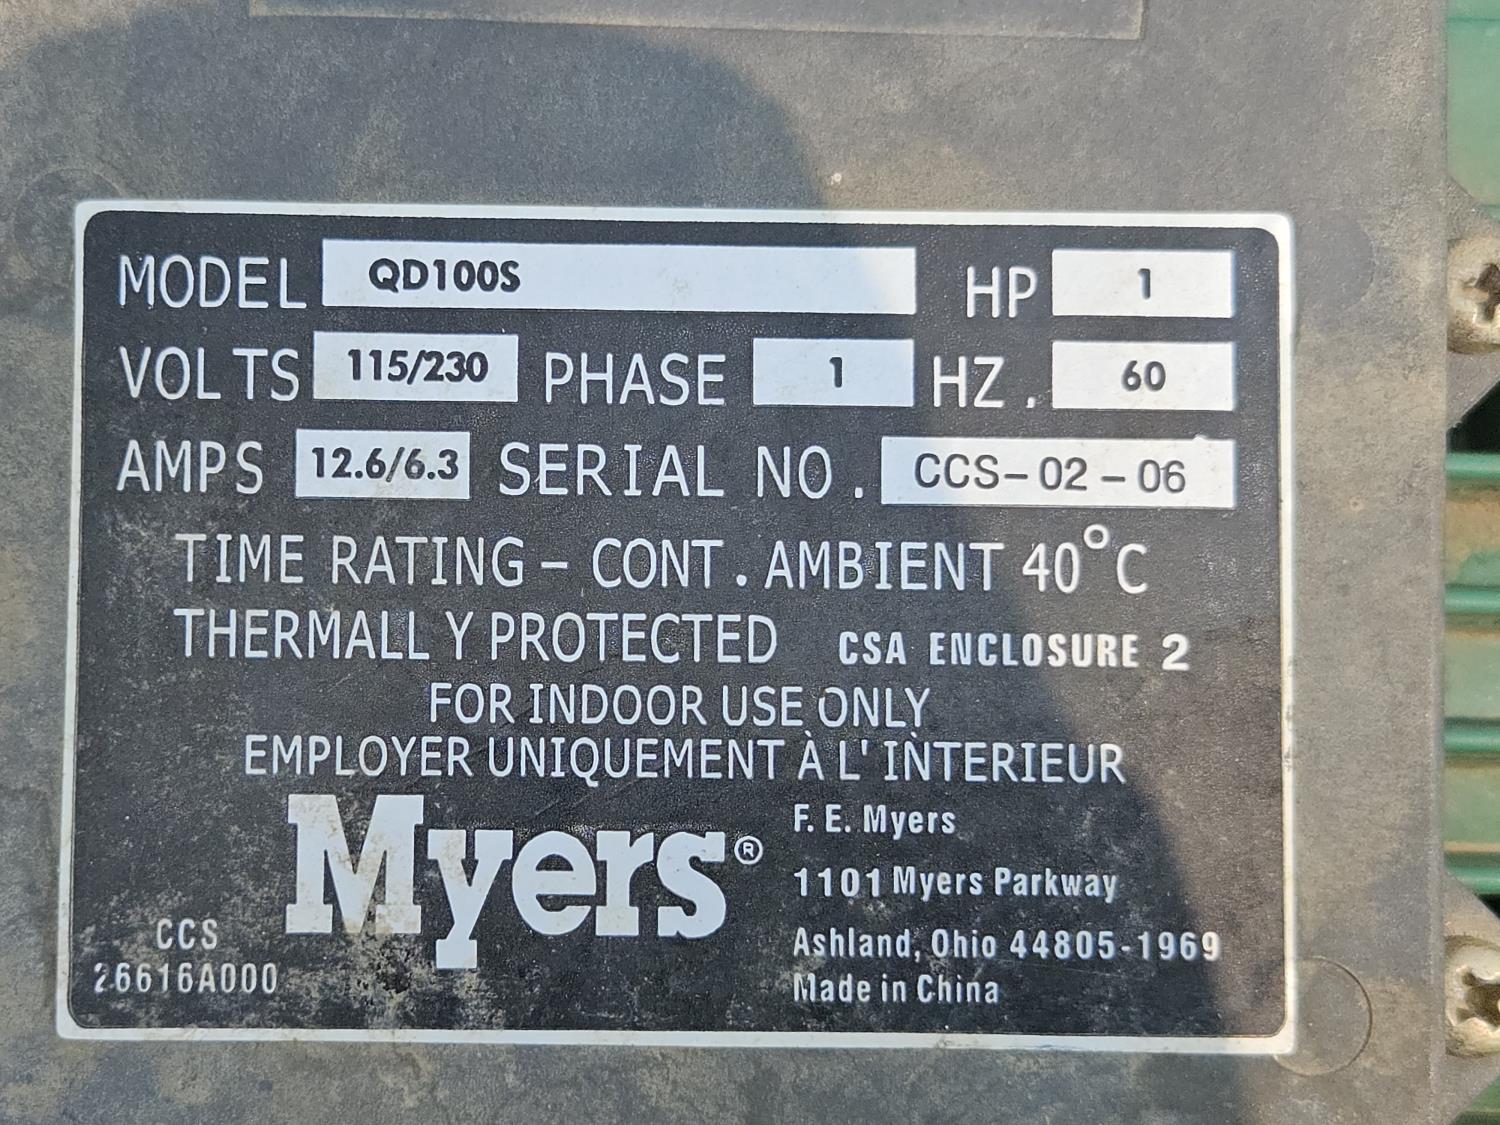 MODEL QD100S HP 1
VOLTS 115/230 PHASE 1 HZ. 60
AMPS 12.6/6.3 SERIAL NO. CCS-02-06
TIME RATING - CONT. AMBIENT 40°C
THERMALLY PROTECTED CSA ENCLOSURE 2
FOR INDOOR USE ONLY
EMPLOYER UNIQUEMENT À L'INTERIEUR
Myers®
F. E. Myers
1101 Myers Parkway
Ashland, Ohio 44805-1969
Made in China
CCS
26616A000